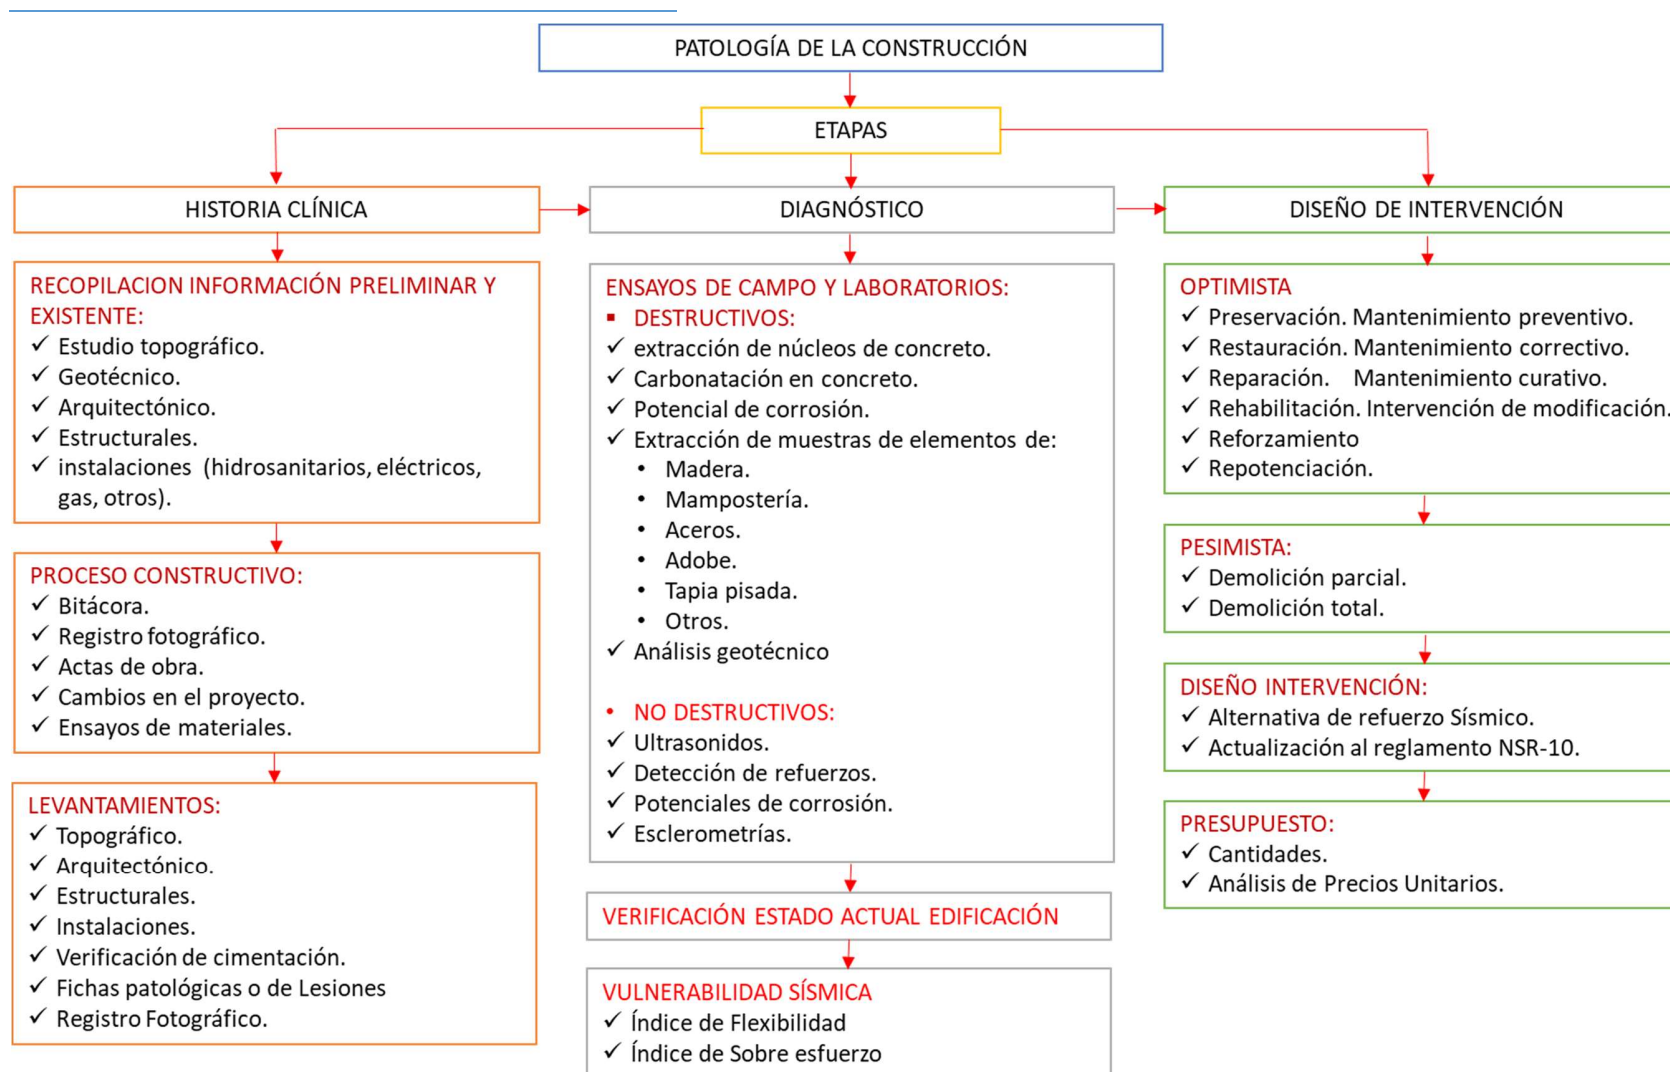 PATOLOGÍA DE LA CONSTRUCCIÓN
ETAPAS
HISTORIA CLÍNICA
RECOPILACION INFORMACIÓN PRELIMINAR Y
EXISTENTE:
✓ Estudio topográfico.
✓ Geotécnico.
✓ Arquitectónico.
✓ Estructurales.
✓ instalaciones (hidrosanitarios, eléctricos,
gas, otros).
PROCESO CONSTRUCTIVO:
✓ Bitácora.
✓ Registro fotográfico.
✓ Actas de obra.
✓ Cambios en el proyecto.
✓ Ensayos de materiales.
LEVANTAMIENTOS:
✓ Topográfico.
✓ Arquitectónico.
✓ Estructurales.
✓ Instalaciones.
✓ Verificación de cimentación.
✓ Fichas patológicas o de Lesiones
✓ Registro Fotográfico.
DIAGNÓSTICO
ENSAYOS DE CAMPO Y LABORATORIOS:
▪ DESTRUCTIVOS:
✓ extracción de núcleos de concreto.
✓ Carbonatación en concreto.
✓ Potencial de corrosión.
✓ Extracción de muestras de elementos de:
• Madera.
• Mampostería.
• Aceros.
• Adobe.
• Tapia pisada.
• Otros.
✓ Análisis geotécnico
• NO DESTRUCTIVOS:
✓ Ultrasonidos.
✓ Detección de refuerzos.
✓ Potenciales de corrosión.
✓ Esclerometrías.
VERIFICACIÓN ESTADO ACTUAL EDIFICACIÓN
VULNERABILIDAD SÍSMICA
✓ Índice de Flexibilidad
✓ Índice de Sobre esfuerzo
DISEÑO DE INTERVENCIÓN
OPTIMISTA
✓ Preservación. Mantenimiento preventivo.
✓ Restauración. Mantenimiento correctivo.
✓ Reparación. Mantenimiento curativo.
✓ Rehabilitación. Intervención de modificación.
✓ Reforzamiento
✓ Repotenciación.
PESIMISTA:
✓ Demolición parcial.
✓ Demolición total.
DISEÑO INTERVENCIÓN:
✓ Alternativa de refuerzo Sísmico.
✓ Actualización al reglamento NSR-10.
PRESUPUESTO:
✓ Cantidades.
✓ Análisis de Precios Unitarios.